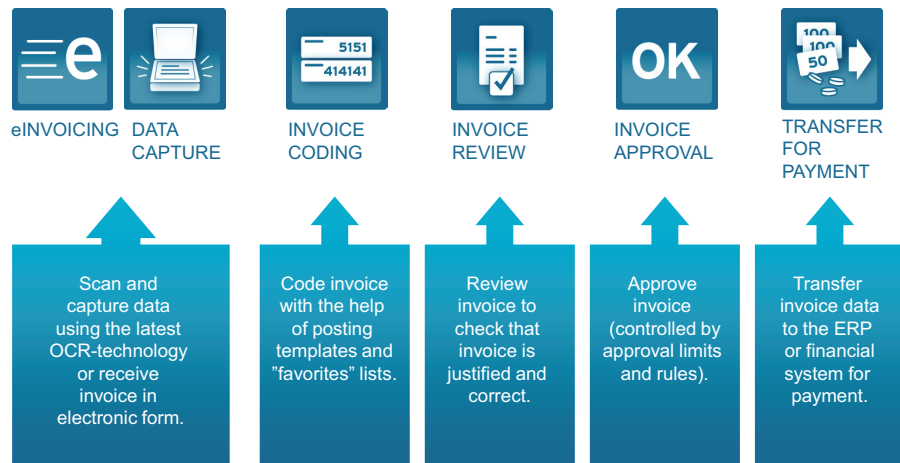 e
5151
414141
OK
100
100
50
eINVOICING
DATA
CAPTURE
INVOICE
CODING
INVOICE
REVIEW
INVOICE
APPROVAL
TRANSFER
FOR
PAYMENT
Scan and
capture data
using the latest
OCR-technology
or receive
invoice in
electronic form.
Code invoice
with the help
of posting
templates and
”favorites” lists.
Review
invoice to
check that
invoice is
justified and
correct.
Approve
invoice
(controlled by
approval limits
and rules).
Transfer
invoice data
to the ERP
or financial
system for
payment.